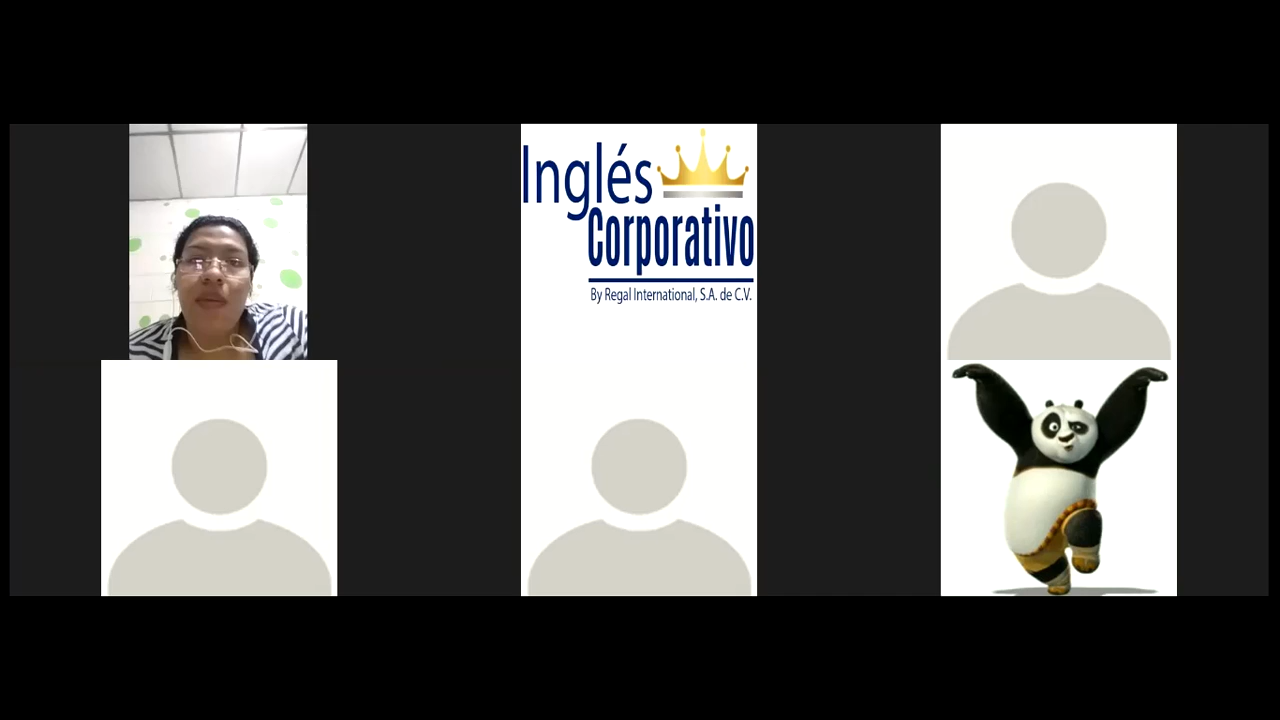 Inglés
Corporativo
By Regal International, S.A. de C.V.